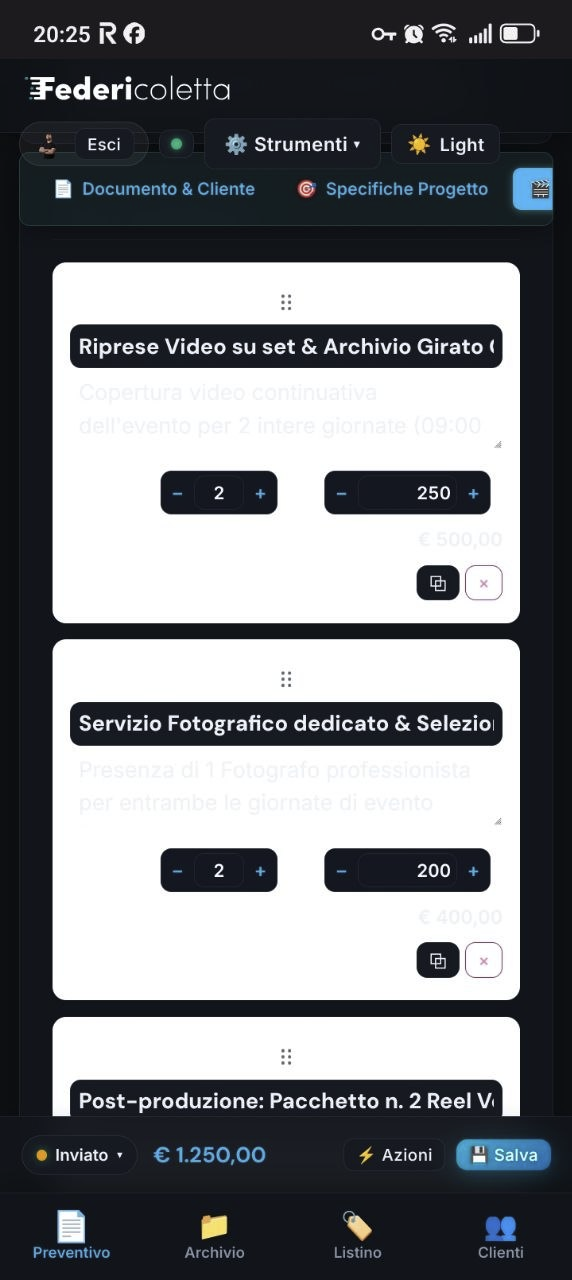 20:25
Federicoletta
Esci
Strumenti
Light
Documento & Cliente
Specifiche Progetto
Riprese Video su set & Archivio Girato
Copertura video continuativa
dell'evento per 2 intere giornate (09:00
− 2 + − 250 +
€ 500,00
×
Servizio Fotografico dedicato & Selezio
Presenza di 1 Fotografo professionista
per entrambe le giornate di evento
− 2 + − 200 +
€ 400,00
×
Post-produzione: Pacchetto n. 2 Reel V
Inviato
€ 1.250,00
Azioni
Salva
Preventivo
Archivio
Listino
Clienti